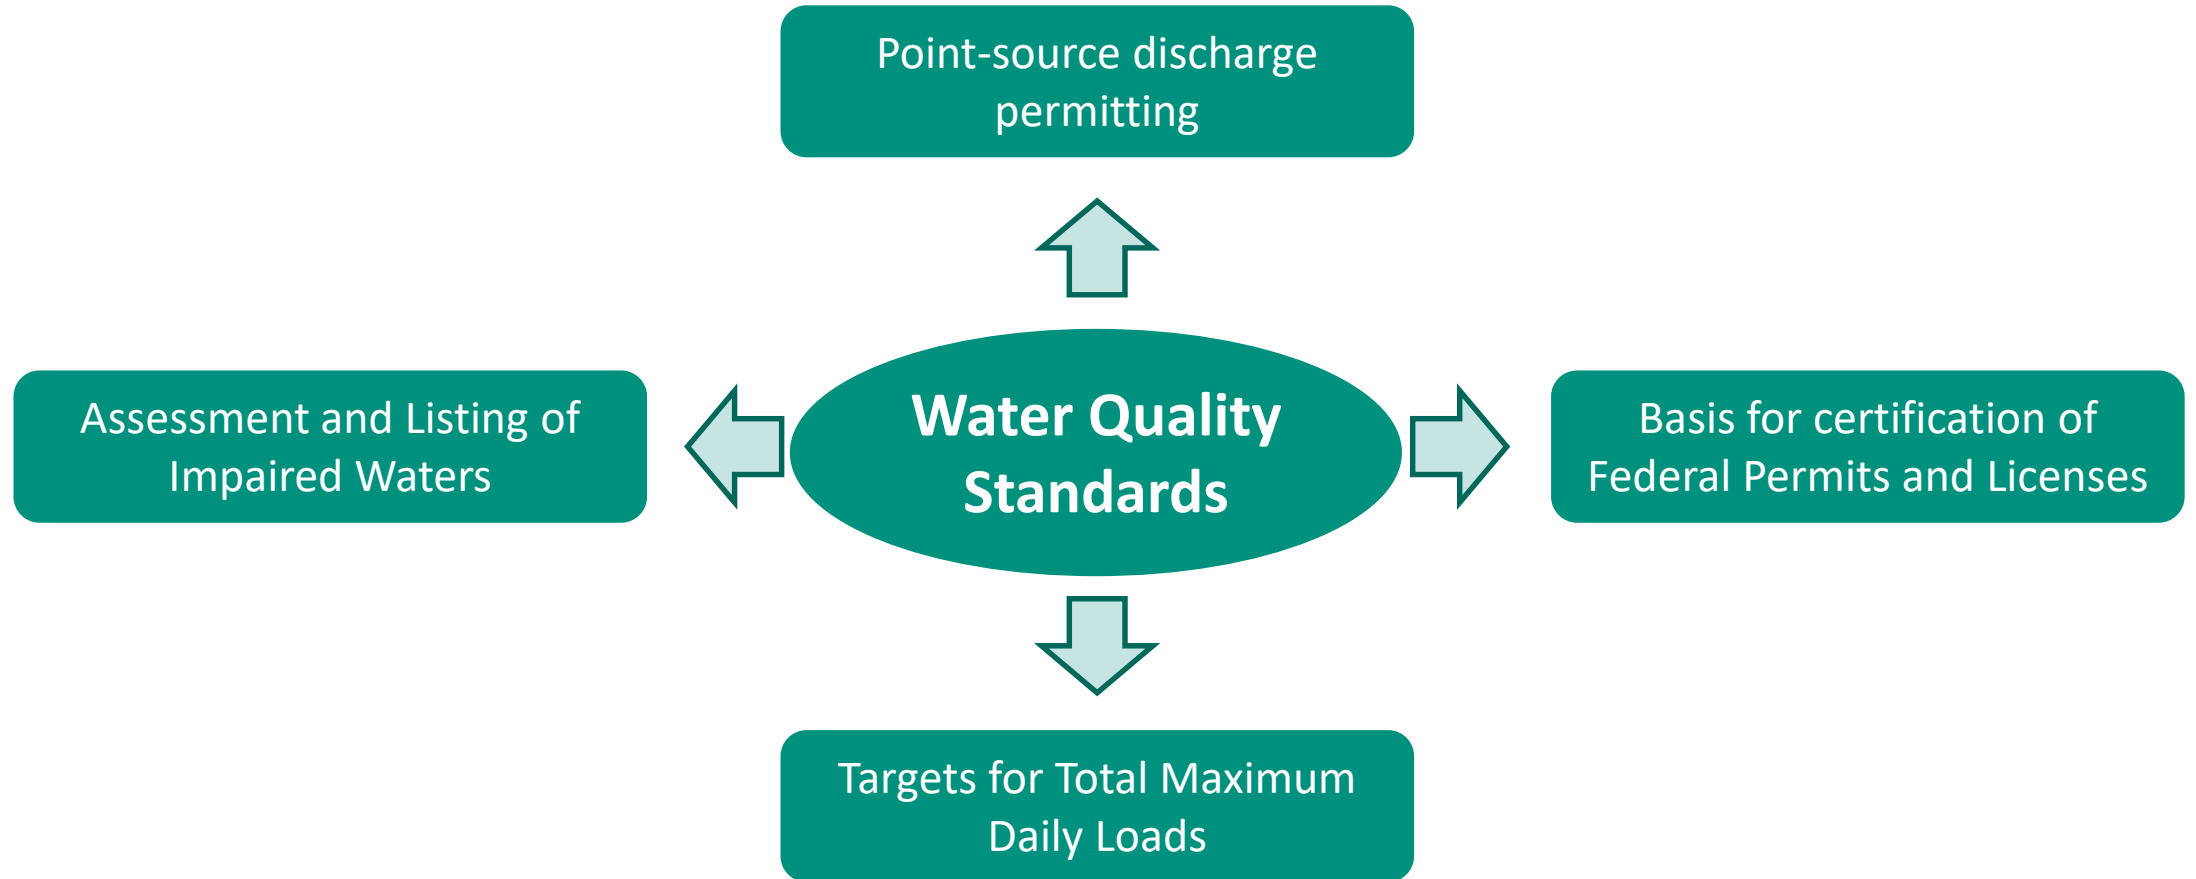 Point-source discharge
permitting
Assessment and Listing of
Impaired Waters
Water Quality
Standards
Basis for certification of
Federal Permits and Licenses
Targets for Total Maximum
Daily Loads